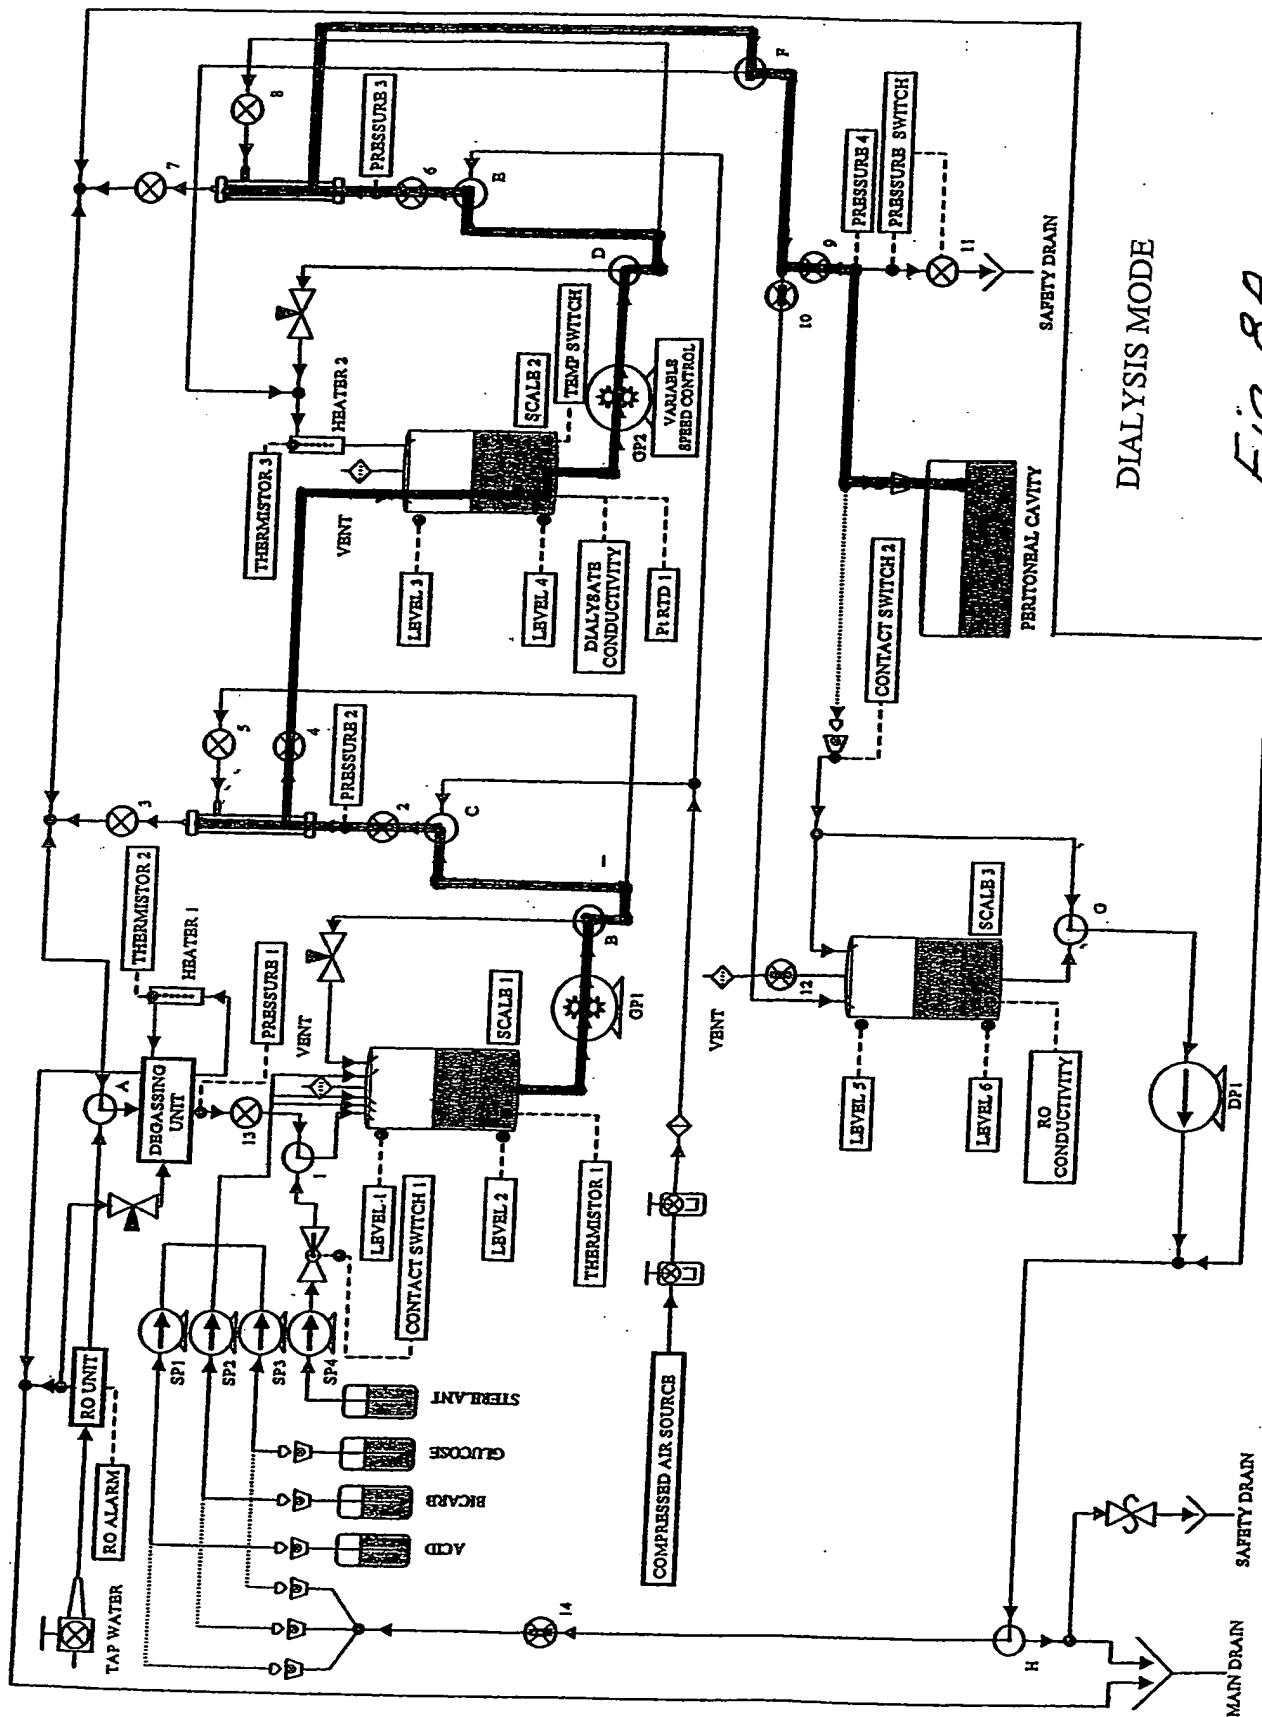 TAP WATER
RO ALARM
RO UNIT
SP1
SP2
SP3
SP4
ACID
BICARB
GLUCOSE
STERILANT
A
DEGASSING
UNIT
THERMISTOR 2
HEATER 1
PRESSURE 1
13
1
VENT
LEVEL 1
LEVEL 2
CONTACT SWITCH 1
THERMISTOR 1
SCALE 1
GP1
B
C
2
3
PRESSURE 2
4
5
THERMISTOR 3
HEATER 2
VENT
LEVEL 3
LEVEL 4
SCALE 2
TEMP SWITCH
DIALYSATE
CONDUCTIVITY
Pt RTD 1
GP2
VARIABLE
SPEED CONTROL
D
E
6
PRESSURE 3
7
8
F
9
10
PRESSURE 4
PRESSURE SWITCH
11
SAFETY DRAIN
PERITONEAL CAVITY
CONTACT SWITCH 2
COMPRESSED AIR SOURCE
VENT
12
LEVEL 5
LEVEL 6
SCALE 3
RO
CONDUCTIVITY
G
DP1
14
H
MAIN DRAIN
SAFETY DRAIN
DIALYSIS MODE
Fig 8A